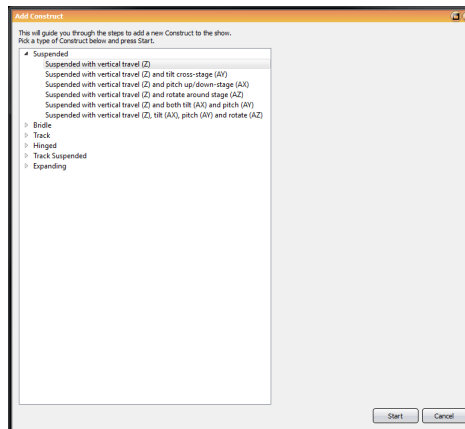 Add Construct
This will guide you through the steps to add a new Construct to the show.
Pick a type of Construct below and press Start.
Suspended
Suspended with vertical travel (Z)
Suspended with vertical travel (Z) and tilt cross-stage (AY)
Suspended with vertical travel (Z) and pitch up/down-stage (AX)
Suspended with vertical travel (Z) and rotate around stage (AZ)
Suspended with vertical travel (Z) and both tilt (AX) and pitch (AY)
Suspended with vertical travel (Z), tilt (AX), pitch (AY) and rotate (AZ)
Bridle
Track
Hinged
Track Suspended
Expanding
Start Cancel